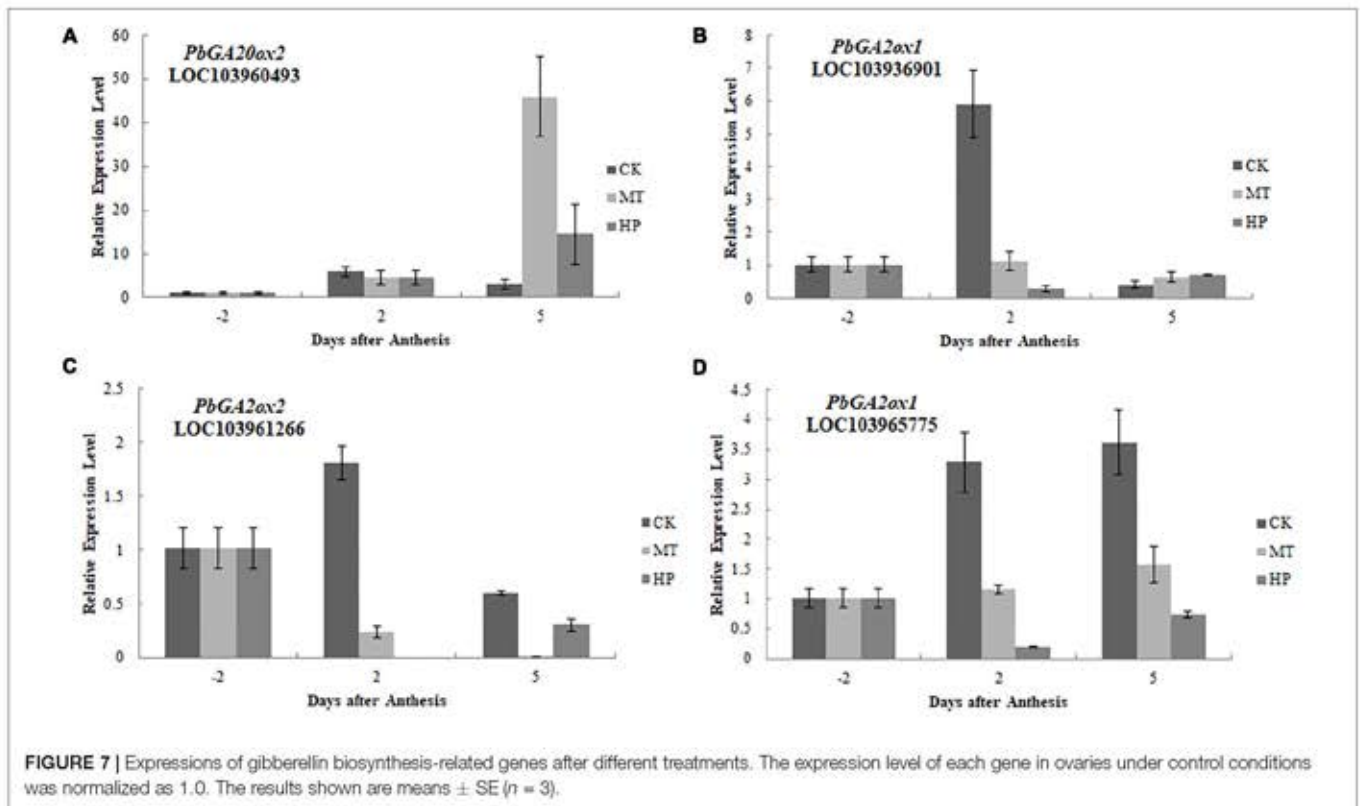 A
PbGA20ox2
LOC103960493
Relative Expression Level
60
50
40
30
20
10
0
-2
2
5
Days after Anthesis
CK
MT
HP
B
PbGA2ox1
LOC103936901
Relative Expression Level
8
7
6
5
4
3
2
1
0
-2
2
5
Days after Anthesis
CK
MT
HP
C
PbGA2ox2
LOC103961266
Relative Expression Level
2.5
2
1.5
1
0.5
0
-2
2
5
Days after Anthesis
CK
MT
HP
D
PbGA2ox1
LOC103965775
Relative Expression Level
4.5
4
3.5
3
2.5
2
1.5
1
0.5
0
-2
2
5
Days after Anthesis
CK
MT
HP
FIGURE 7 | Expressions of gibberellin biosynthesis-related genes after different treatments. The expression level of each gene in ovaries under control conditions
was normalized as 1.0. The results shown are means ± SE (n = 3).